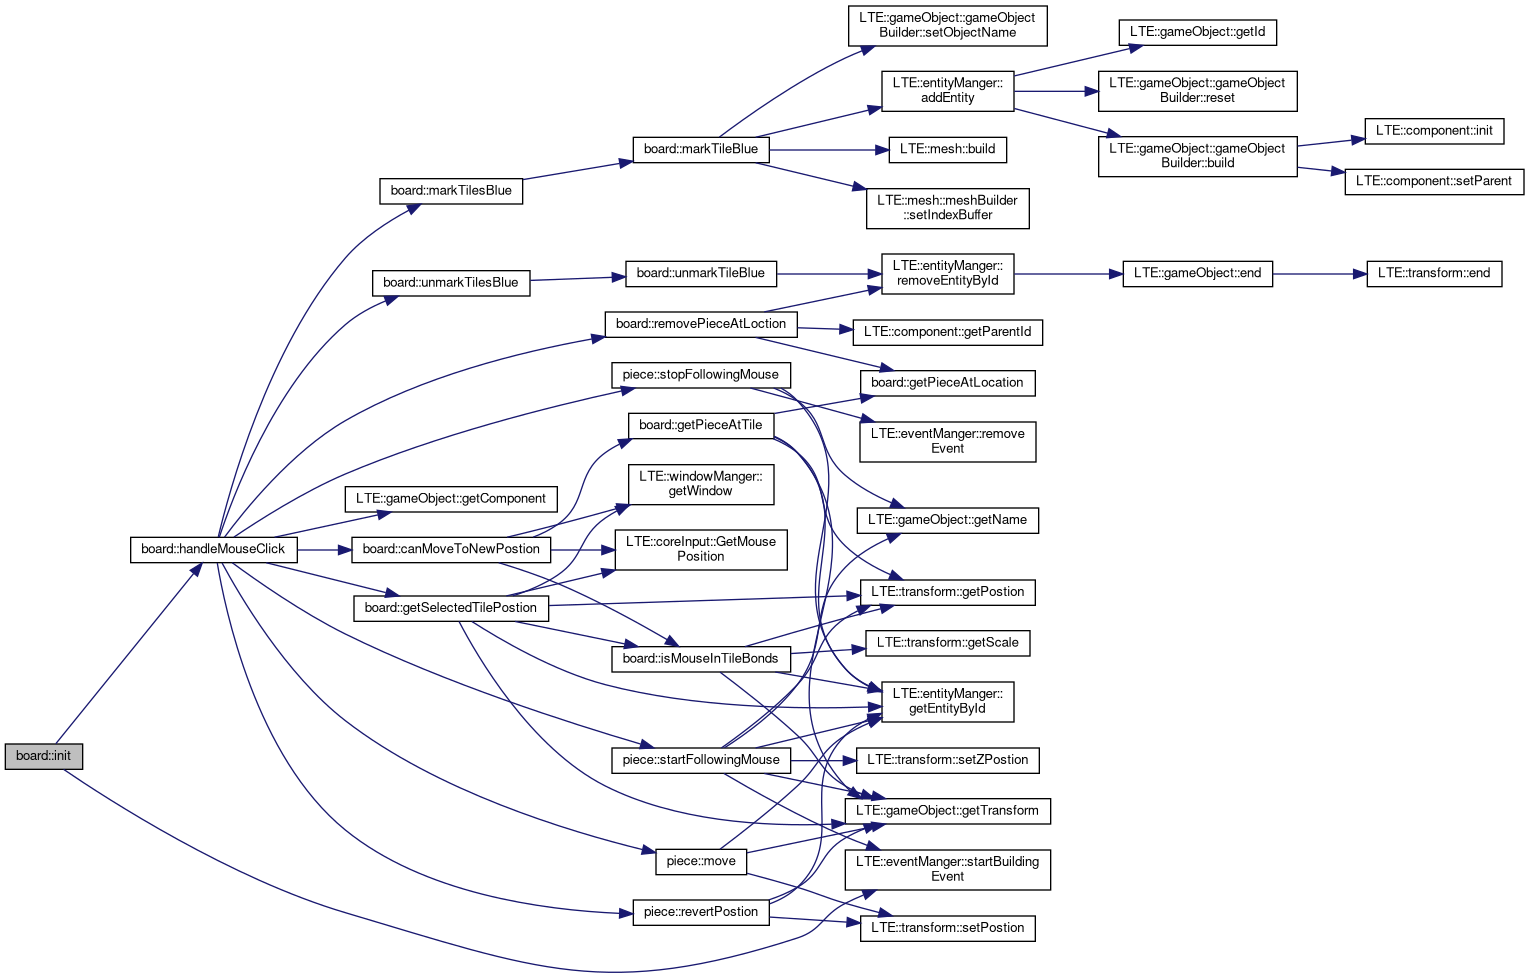 LTE::gameObject::gameObject
Builder::setObjectName
LTE::gameObject::getId
LTE::entityManger::
addEntity
LTE::gameObject::gameObject
Builder::reset
LTE::component::init
board::markTileBlue
LTE::mesh::build
LTE::gameObject::gameObject
Builder::build
LTE::component::setParent
board::markTilesBlue
LTE::mesh::meshBuilder
::setIndexBuffer
board::unmarkTilesBlue
board::unmarkTileBlue
LTE::entityManger::
removeEntityById
LTE::gameObject::end
LTE::transform::end
board::removePieceAtLoction
LTE::component::getParentId
piece::stopFollowingMouse
board::getPieceAtLocation
board::getPieceAtTile
LTE::eventManger::remove
Event
LTE::windowManger::
getWindow
LTE::gameObject::getComponent
LTE::gameObject::getName
board::handleMouseClick
board::canMoveToNewPostion
LTE::coreInput::GetMouse
Position
board::getSelectedTilePostion
LTE::transform::getPostion
board::isMouseInTileBonds
LTE::transform::getScale
LTE::entityManger::
getEntityById
board::init
piece::startFollowingMouse
LTE::transform::setZPostion
LTE::gameObject::getTransform
piece::move
LTE::eventManger::startBuilding
Event
piece::revertPostion
LTE::transform::setPostion